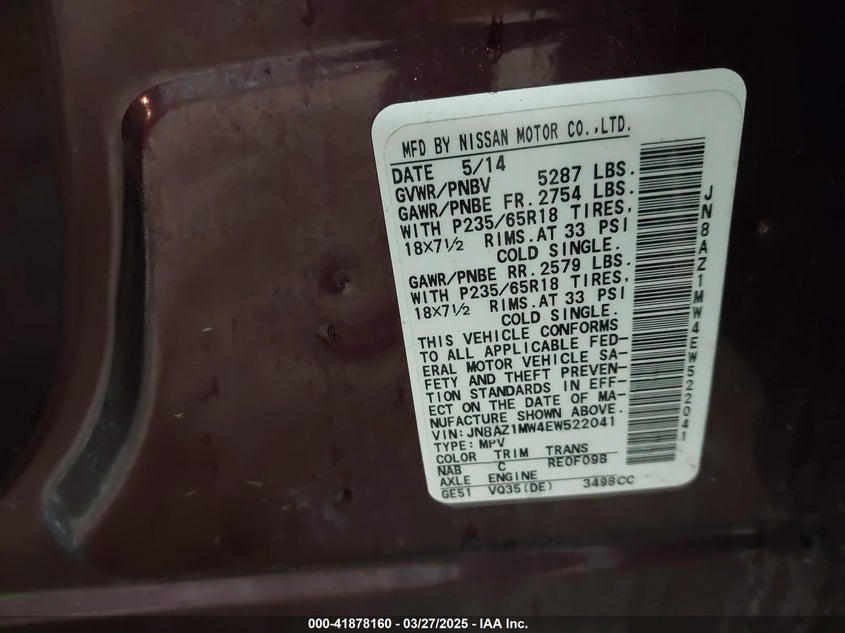 MFD BY NISSAN MOTOR CO.,LTD.
DATE 5/14
GVWR/PNBV 5287 LBS.
GAWR/PNBE FR. 2754 LBS.
WITH P235/65R18 TIRES,
18X7½ RIMS. AT 33 PSI
COLD SINGLE.
GAWR/PNBE RR. 2579 LBS.
WITH P235/65R18 TIRES,
18X7½ RIMS. AT 33 PSI
COLD SINGLE.
THIS VEHICLE CONFORMS
TO ALL APPLICABLE FED-
ERAL MOTOR VEHICLE SA-
FETY AND THEFT PREVEN-
TION STANDARDS IN EFF-
ECT ON THE DATE OF MA-
NUFACTURE SHOWN ABOVE.
VIN: JN8AZ1MW4EW522041
TYPE: MPV
COLOR TRIM TRANS
NAB C RE0F09B
AXLE ENGINE
GE51 VQ35(DE) 3498CC
JN8AZ1MW4EW522041
000-41878160 - 03/27/2025 - IAA Inc.